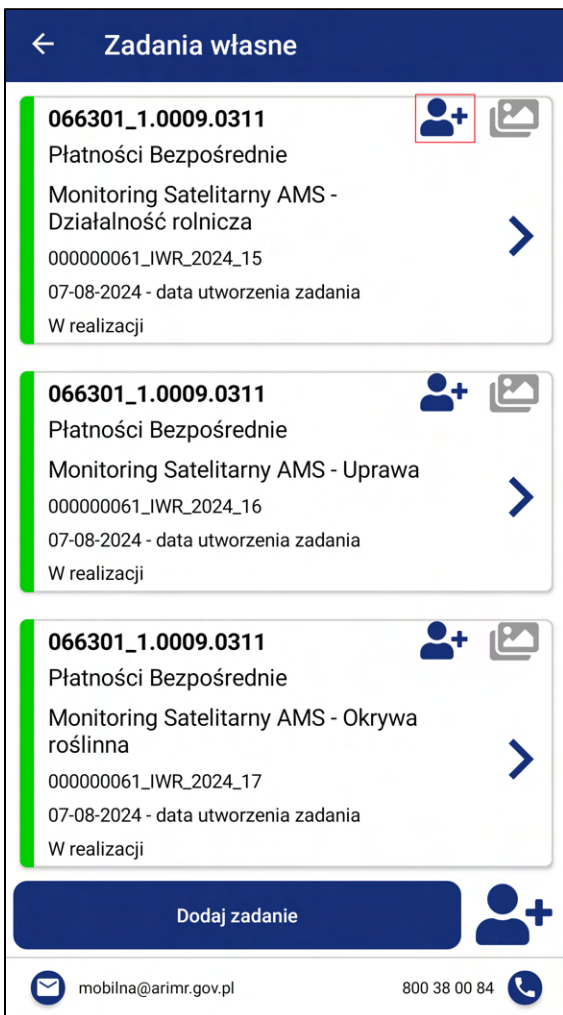 Zadania własne
066301_1.0009.0311
Płatności Bezpośrednie
Monitoring Satelitarny AMS -
Działalność rolnicza
000000061_IWR_2024_15
07-08-2024 - data utworzenia zadania
W realizacji
066301_1.0009.0311
Płatności Bezpośrednie
Monitoring Satelitarny AMS - Uprawa
000000061_IWR_2024_16
07-08-2024 - data utworzenia zadania
W realizacji
066301_1.0009.0311
Płatności Bezpośrednie
Monitoring Satelitarny AMS - Okrywa
roślinna
000000061_IWR_2024_17
07-08-2024 - data utworzenia zadania
W realizacji
Dodaj zadanie
mobilna@arimr.gov.pl 800 38 00 84